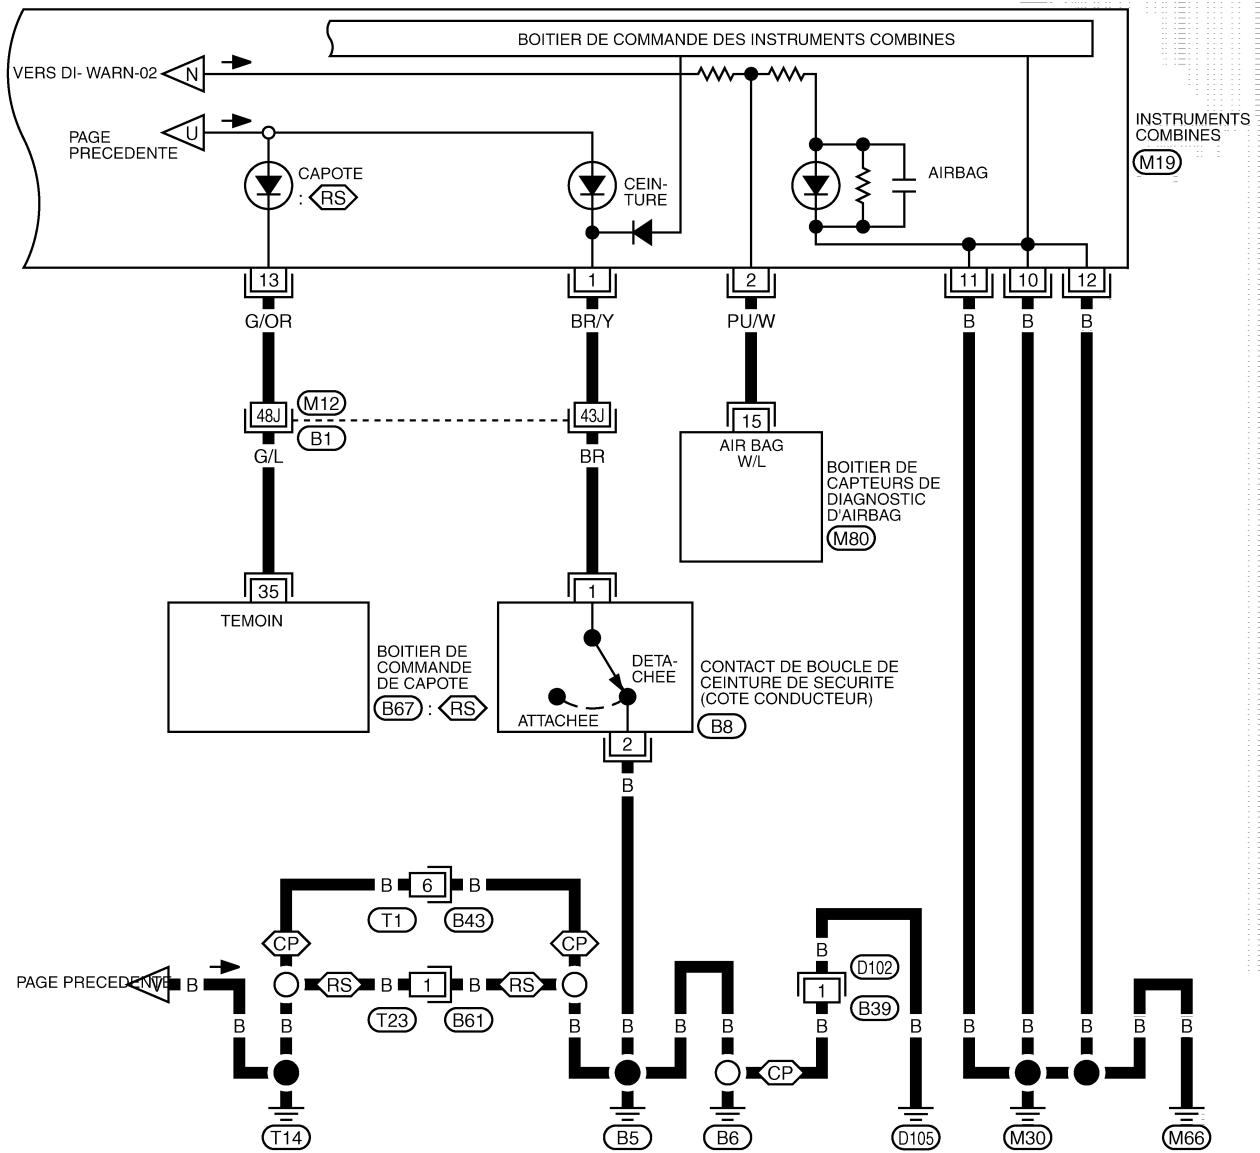 BOITIER DE COMMANDE DES INSTRUMENTS COMBINES
VERS DI- WARN-02
N
U
PAGE
PRECEDENTE
INSTRUMENTS
COMBINES
M19
CAPOTE
: RS
CEIN-
TURE
AIRBAG
13
1
2
11
10
12
G/OR
BR/Y
PU/W
B
B
B
48J
M12
B1
43J
15
G/L
BR
AIR BAG
W/L
BOITIER DE
CAPTEURS DE
DIAGNOSTIC
D'AIRBAG
M80
35
1
TEMOIN
BOITIER DE
COMMANDE
DE CAPOTE
B67 : RS
DETA-
CHEE
ATTACHEE
CONTACT DE BOUCLE DE
CEINTURE DE SECURITE
(COTE CONDUCTEUR)
B8
2
B
B 6 B
T1 B43
CP
CP
B
D102
PAGE PRECEDENTE
V
B
RS B 1 B RS
1
B39
T23 B61
B
B
B
B
B
B
B
B
B
B
B
B
B
CP
T14
B5
B6
D105
M30
M66